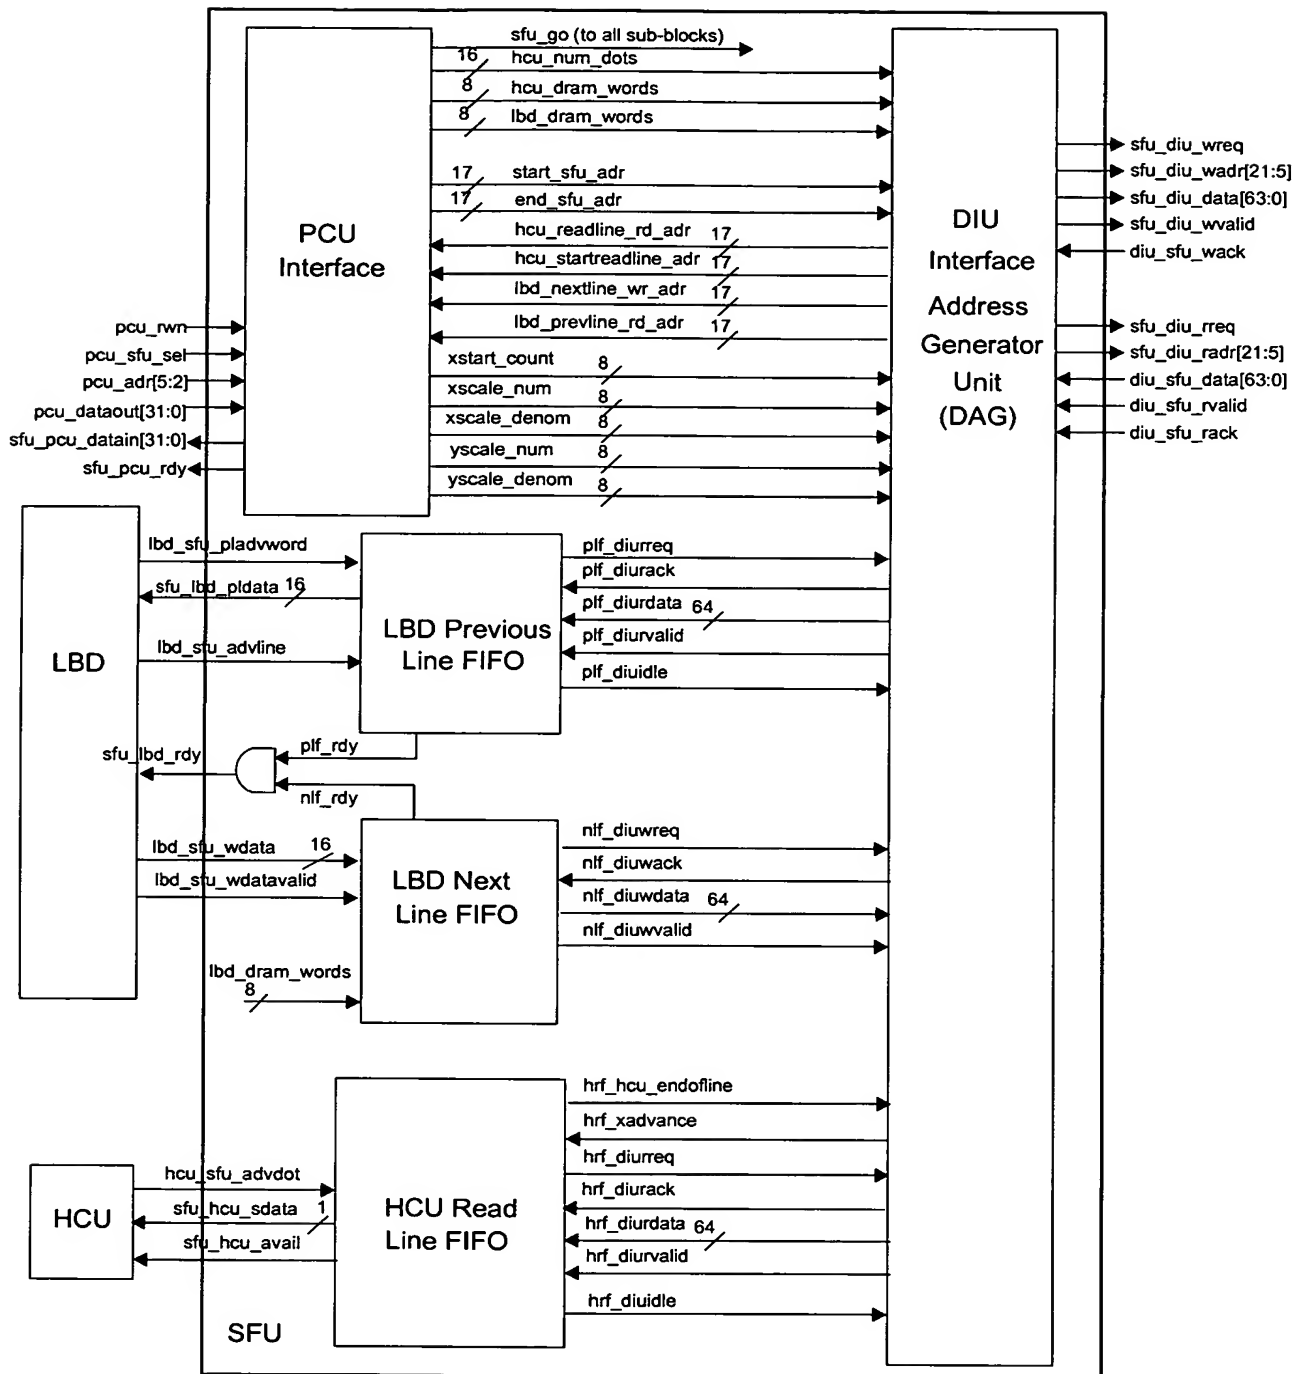 sfu_go (to all sub-blocks)
16 hcu_num_dots
8 hcu_dram_words
8 lbd_dram_words
17 start_sfu_adr
17 end_sfu_adr
hcu_readline_rd_adr 17
hcu_startreadline_adr 17
lbd_nextline_wr_adr 17
lbd_prevline_rd_adr 17
xstart_count 8
xscale_num 8
xscale_denom 8
yscale_num 8
yscale_denom 8
PCU
Interface
pcu_rwn
pcu_sfu_sel
pcu_adr[5:2]
pcu_dataout[31:0]
sfu_pcu_datain[31:0]
sfu_pcu_rdy
DIU
Interface
Address
Generator
Unit
(DAG)
sfu_diu_wreq
sfu_diu_wadr[21:5]
sfu_diu_data[63:0]
sfu_diu_wvalid
diu_sfu_wack
sfu_diu_rreq
sfu_diu_radr[21:5]
diu_sfu_data[63:0]
diu_sfu_rvalid
diu_sfu_rack
LBD
lbd_sfu_pladvword
sfu_lbd_pldata 16
lbd_sfu_advline
LBD Previous
Line FIFO
plf_diurreq
plf_diurack
plf_diurdata 64
plf_diurvalid
plf_diuidle
sfu_lbd_rdy
plf_rdy
nlf_rdy
lbd_sfu_wdata 16
lbd_sfu_wdatavalid
lbd_dram_words
8
LBD Next
Line FIFO
nlf_diuwreq
nlf_diuwack
nlf_diuwdata 64
nlf_diuwvalid
HCU
hcu_sfu_advdot
sfu_hcu_sdata 1
sfu_hcu_avail
HCU Read
Line FIFO
hrf_hcu_endofline
hrf_xadvance
hrf_diurreq
hrf_diurack
hrf_diurdata 64
hrf_diurvalid
hrf_diuidle
SFU